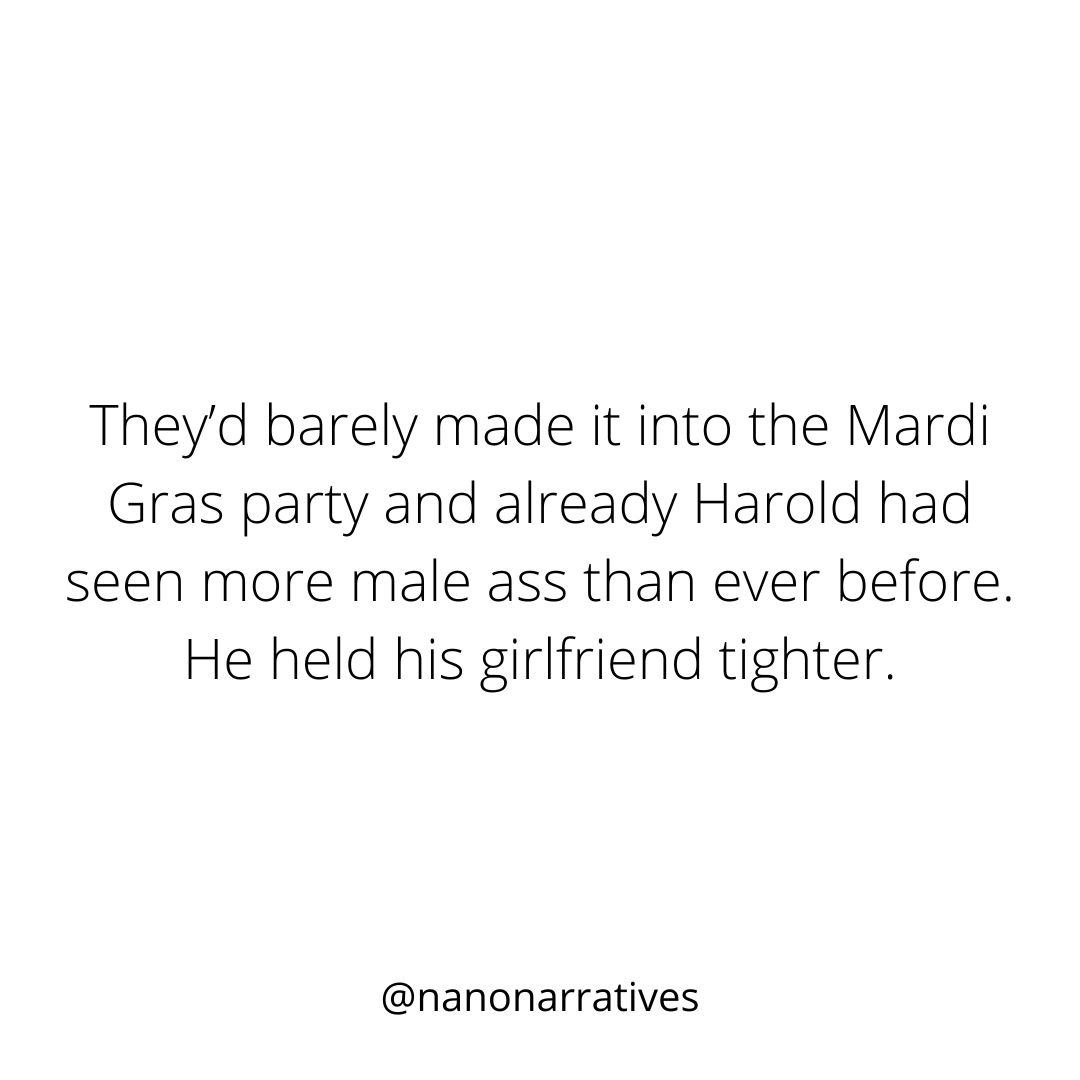 They’d barely made it into the Mardi
Gras party and already Harold had
seen more male ass than ever before.
He held his girlfriend tighter.
@nanonarratives